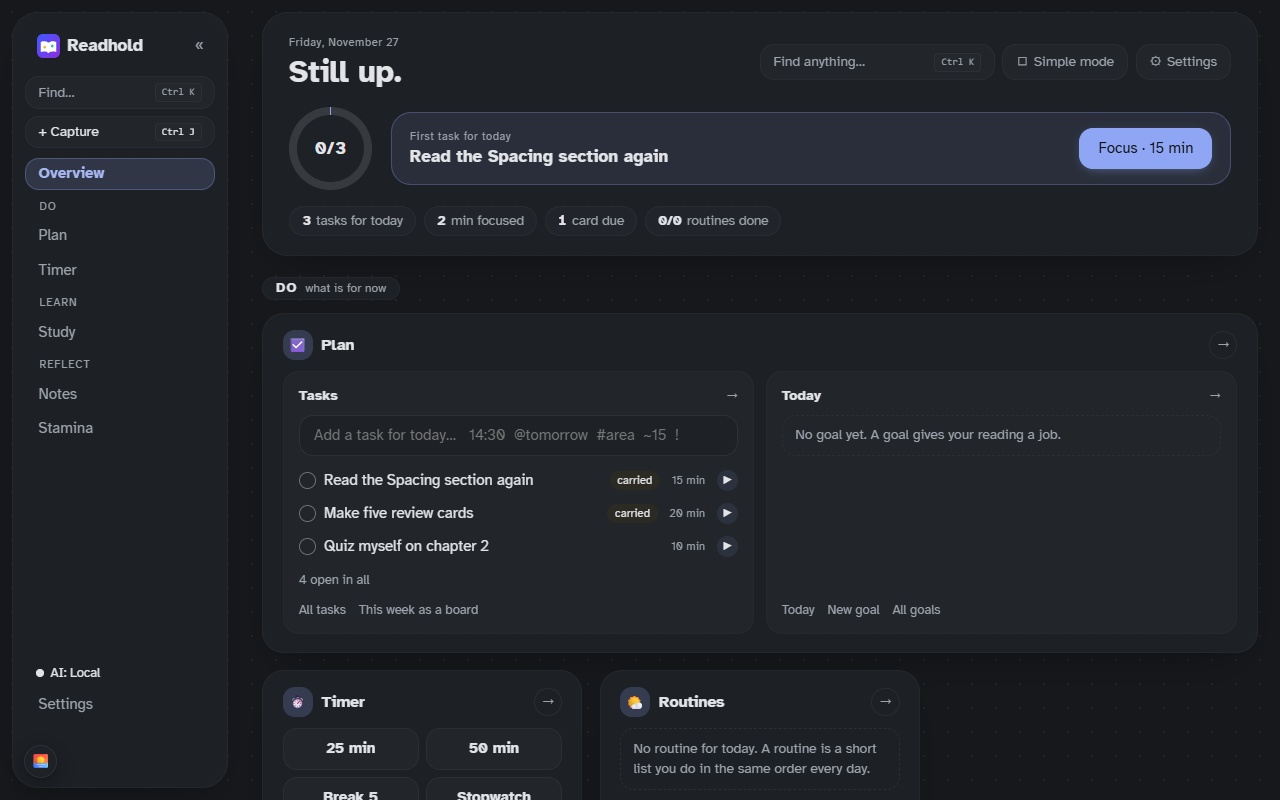 Readhold «
Find... Ctrl K
+ Capture Ctrl J
Overview
DO
Plan
Timer
LEARN
Study
REFLECT
Notes
Stamina
AI: Local
Settings
Friday, November 27
Still up.
Find anything... Ctrl K
Simple mode
Settings
0/3
First task for today
Read the Spacing section again
Focus · 15 min
3 tasks for today
2 min focused
1 card due
0/0 routines done
DO what is for now
Plan →
Tasks →
Add a task for today... 14:30 @tomorrow #area ~15 !
Read the Spacing section again carried 15 min
Make five review cards carried 20 min
Quiz myself on chapter 2 10 min
4 open in all
All tasks This week as a board
Today →
No goal yet. A goal gives your reading a job.
Today New goal All goals
Timer →
25 min 50 min
Break 5 Stopwatch
Routines →
No routine for today. A routine is a short
list you do in the same order every day.